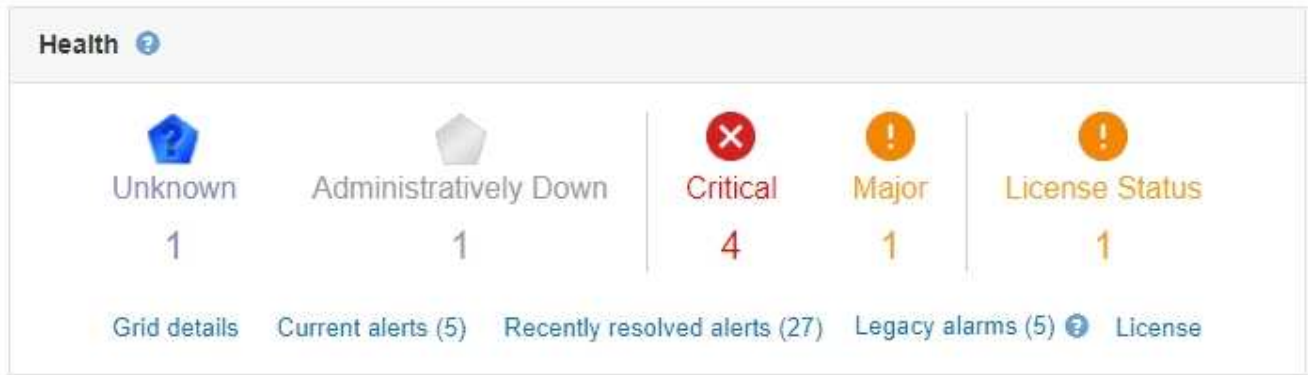 Health ?
Unknown Administratively Down Critical Major License Status
1 1 4 1 1
Grid details Current alerts (5) Recently resolved alerts (27) Legacy alarms (5) ? License